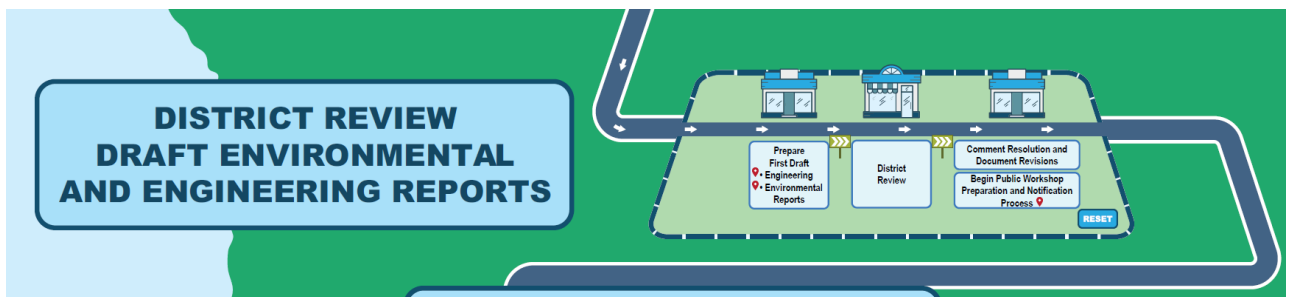 DISTRICT REVIEW
DRAFT ENVIRONMENTAL
AND ENGINEERING REPORTS
Prepare
First Draft
• Engineering
• Environmental
Reports
District
Review
Comment Resolution and
Document Revisions
Begin Public Workshop
Preparation and Notification
Process
RESET